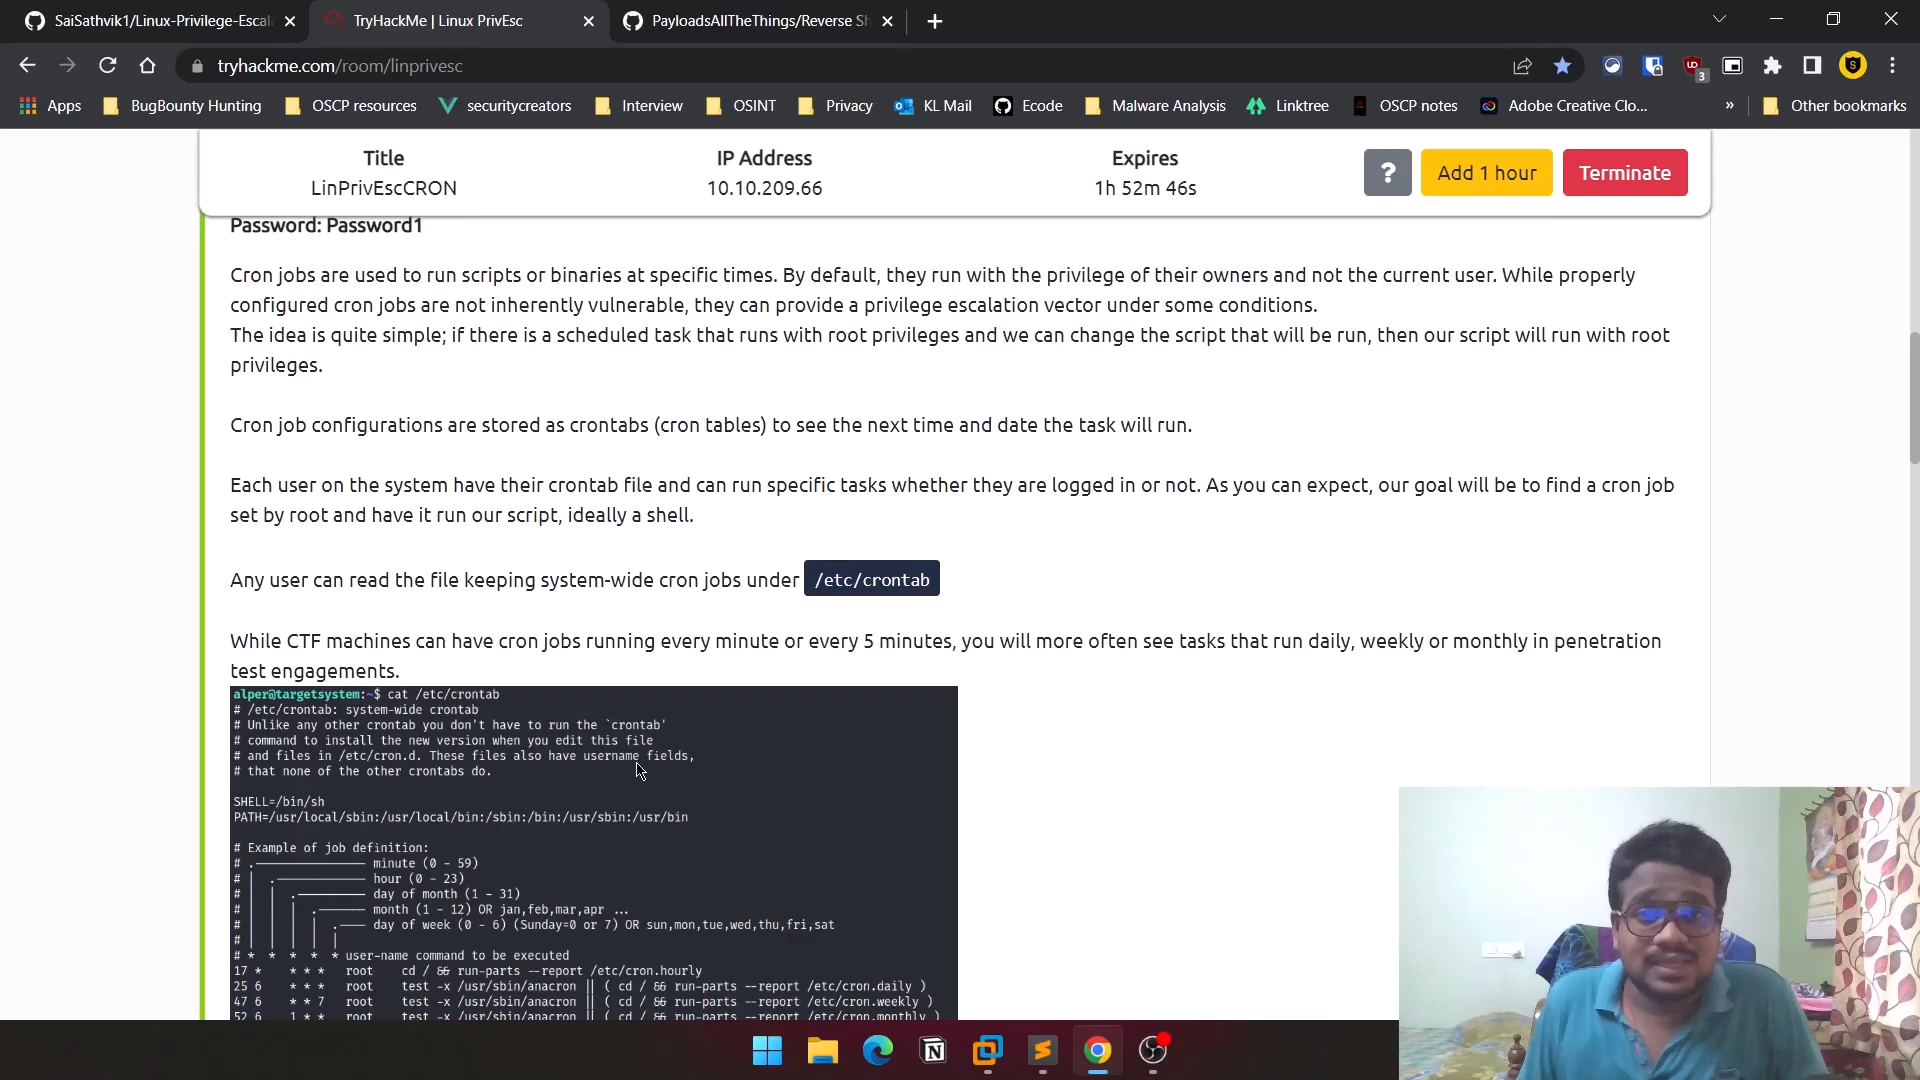 SaiSathvik1/Linux-Privilege-Escal
TryHackMe | Linux PrivEsc
PayloadsAllTheThings/Reverse Sh
tryhackme.com/room/linprivesc
3
S
Apps
BugBounty Hunting
OSCP resources
securitycreators
Interview
OSINT
Privacy
KL Mail
Ecode
Malware Analysis
Linktree
OSCP notes
Adobe Creative Clo...
»
Other bookmarks
Title
LinPrivEscCRON
IP Address
10.10.209.66
Expires
1h 52m 46s
?
Add 1 hour
Terminate
Password: Password1
Cron jobs are used to run scripts or binaries at specific times. By default, they run with the privilege of their owners and not the current user. While properly
configured cron jobs are not inherently vulnerable, they can provide a privilege escalation vector under some conditions.
The idea is quite simple; if there is a scheduled task that runs with root privileges and we can change the script that will be run, then our script will run with root
privileges.
Cron job configurations are stored as crontabs (cron tables) to see the next time and date the task will run.
Each user on the system have their crontab file and can run specific tasks whether they are logged in or not. As you can expect, our goal will be to find a cron job
set by root and have it run our script, ideally a shell.
Any user can read the file keeping system-wide cron jobs under /etc/crontab
While CTF machines can have cron jobs running every minute or every 5 minutes, you will more often see tasks that run daily, weekly or monthly in penetration
test engagements.
alper@targetsystem:~$ cat /etc/crontab
# /etc/crontab: system-wide crontab
# Unlike any other crontab you don't have to run the `crontab'
# command to install the new version when you edit this file
# and files in /etc/cron.d. These files also have username fields,
# that none of the other crontabs do.
SHELL=/bin/sh
PATH=/usr/local/sbin:/usr/local/bin:/sbin:/bin:/usr/sbin:/usr/bin
# Example of job definition:
# .---------------- minute (0 - 59)
# | .------------- hour (0 - 23)
# | | .---------- day of month (1 - 31)
# | | | .------- month (1 - 12) OR jan,feb,mar,apr ...
# | | | | .---- day of week (0 - 6) (Sunday=0 or 7) OR sun,mon,tue,wed,thu,fri,sat
# | | | | |
# * * * * * user-name command to be executed
17 * * * * root cd / && run-parts --report /etc/cron.hourly
25 6 * * * root test -x /usr/sbin/anacron || ( cd / && run-parts --report /etc/cron.daily )
47 6 * * 7 root test -x /usr/sbin/anacron || ( cd / && run-parts --report /etc/cron.weekly )
52 6 1 * * root test -x /usr/sbin/anacron || ( cd / && run-parts --report /etc/cron.monthly )